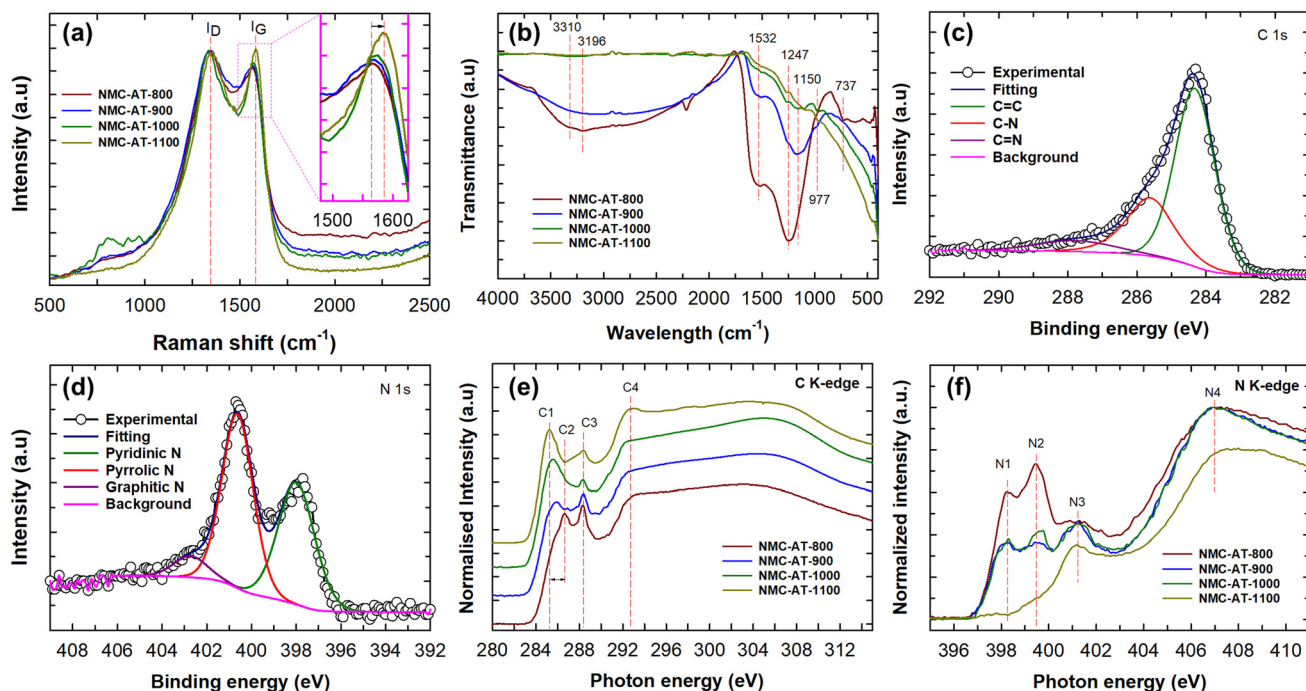 (a)
I_D
I_G
NMC-AT-800
NMC-AT-900
NMC-AT-1000
NMC-AT-1100
1500 1600
Intensity (a.u)
500 1000 1500 2000 2500
Raman shift (cm⁻¹)
(b)
3310
3196
1532
1247
1150
737
977
NMC-AT-800
NMC-AT-900
NMC-AT-1000
NMC-AT-1100
Transmittance (a.u)
4000 3500 3000 2500 2000 1500 1000 500
Wavelength (cm⁻¹)
(c)
C 1s
Experimental
Fitting
C=C
C-N
C=N
Background
Intensity (a.u)
292 290 288 286 284 282
Binding energy (eV)
(d)
N 1s
Experimental
Fitting
Pyridinic N
Pyrrolic N
Graphitic N
Background
Intensity (a.u)
408 406 404 402 400 398 396 394 392
Binding energy (eV)
(e)
C K-edge
C1
C2
C3
C4
NMC-AT-800
NMC-AT-900
NMC-AT-1000
NMC-AT-1100
Normalised Intensity (a.u.)
280 284 288 292 296 300 304 308 312
Photon energy (eV)
(f)
N K-edge
N1
N2
N3
N4
NMC-AT-800
NMC-AT-900
NMC-AT-1000
NMC-AT-1100
Normalized intensity (a.u.)
396 398 400 402 404 406 408 410
Photon energy (eV)